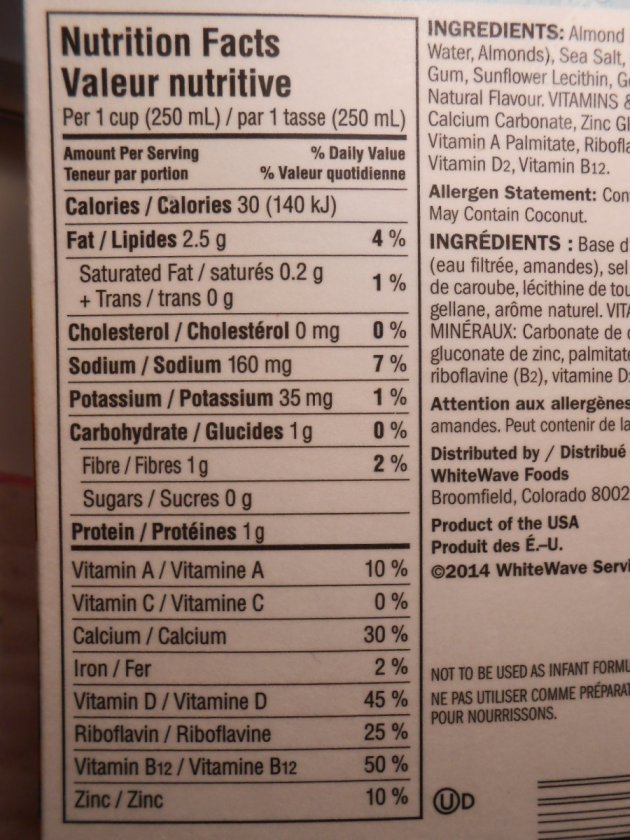 Nutrition Facts
Valeur nutritive
Per 1 cup (250 mL) / par 1 tasse (250 mL)
Amount Per Serving % Daily Value
Teneur par portion % Valeur quotidienne
Calories / Calories 30 (140 kJ)
Fat / Lipides 2.5 g 4 %
Saturated Fat / saturés 0.2 g
+ Trans / trans 0 g 1 %
Cholesterol / Cholestérol 0 mg 0 %
Sodium / Sodium 160 mg 7 %
Potassium / Potassium 35 mg 1 %
Carbohydrate / Glucides 1 g 0 %
Fibre / Fibres 1 g 2 %
Sugars / Sucres 0 g
Protein / Protéines 1 g
Vitamin A / Vitamine A 10 %
Vitamin C / Vitamine C 0 %
Calcium / Calcium 30 %
Iron / Fer 2 %
Vitamin D / Vitamine D 45 %
Riboflavin / Riboflavine 25 %
Vitamin B12 / Vitamine B12 50 %
Zinc / Zinc 10 %
INGREDIENTS: Almond
Water, Almonds), Sea Salt,
Gum, Sunflower Lecithin,
Natural Flavour. VITAMINS &
Calcium Carbonate, Zinc
Vitamin A Palmitate,
Vitamin D2, Vitamin B12.
Allergen Statement:
May Contain Coconut.
INGRÉDIENTS : Base
(eau filtrée, amandes), sel
de caroube, lécithine de
gellane, arôme naturel.
MINÉRAUX: Carbonate de
gluconate de zinc,
riboflavine (B2), vitamine
Attention aux allergènes
amandes. Peut contenir de
Distributed by / Distribué
WhiteWave Foods
Broomfield, Colorado 8002
Product of the USA
Produit des É.-U.
©2014 WhiteWave
NOT TO BE USED AS INFANT
NE PAS UTILISER COMME
POUR NOURRISSONS.
UD